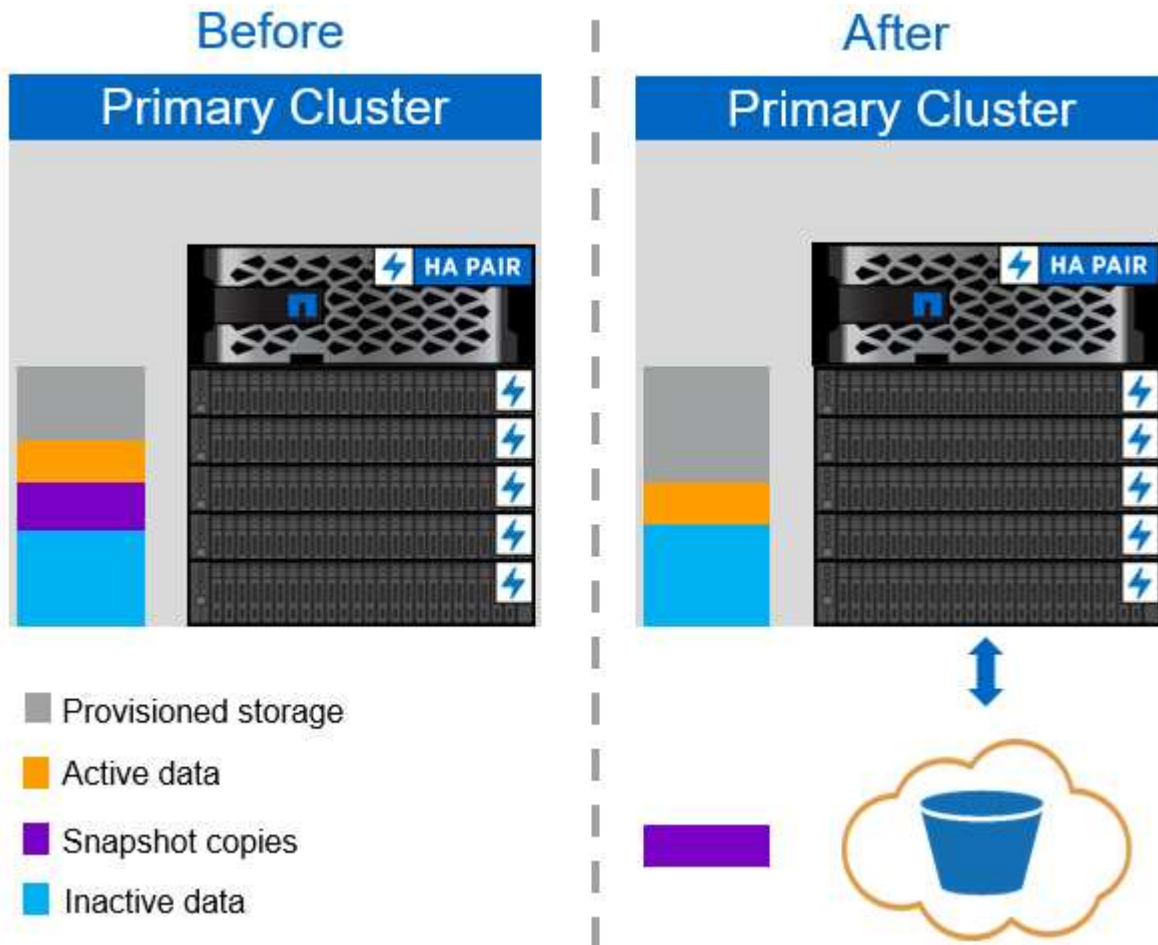 Before
Primary Cluster
HA PAIR
Provisioned storage
Active data
Snapshot copies
Inactive data
After
Primary Cluster
HA PAIR